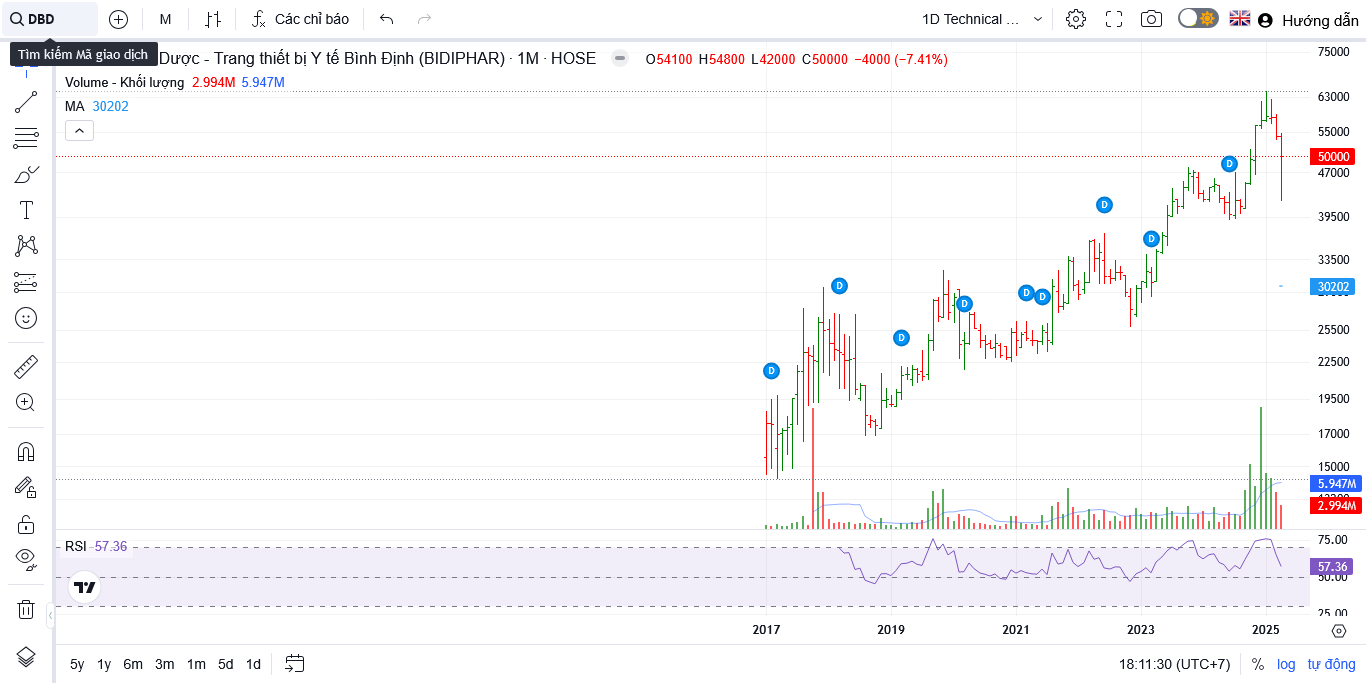 DBD
M
Các chỉ báo
1D Technical ...
Hướng dẫn
Tìm kiếm Mã giao dịch
Dược - Trang thiết bị Y tế Bình Định (BIDIPHAR) · 1M · HOSE
O54100 H54800 L42000 C50000 −4000 (−7.41%)
Volume - Khối lượng 2.994M 5.947M
MA 30202
75000
63000
55000
50000
47000
39500
33500
30202
25500
22500
19500
17000
15000
5.947M
2.994M
D
D
D
D
D
D
D
D
D
RSI 57.36
75.00
57.36
50.00
25.00
2017 2019 2021 2023 2025
5y 1y 6m 3m 1m 5d 1d
18:11:30 (UTC+7)
% log tự động